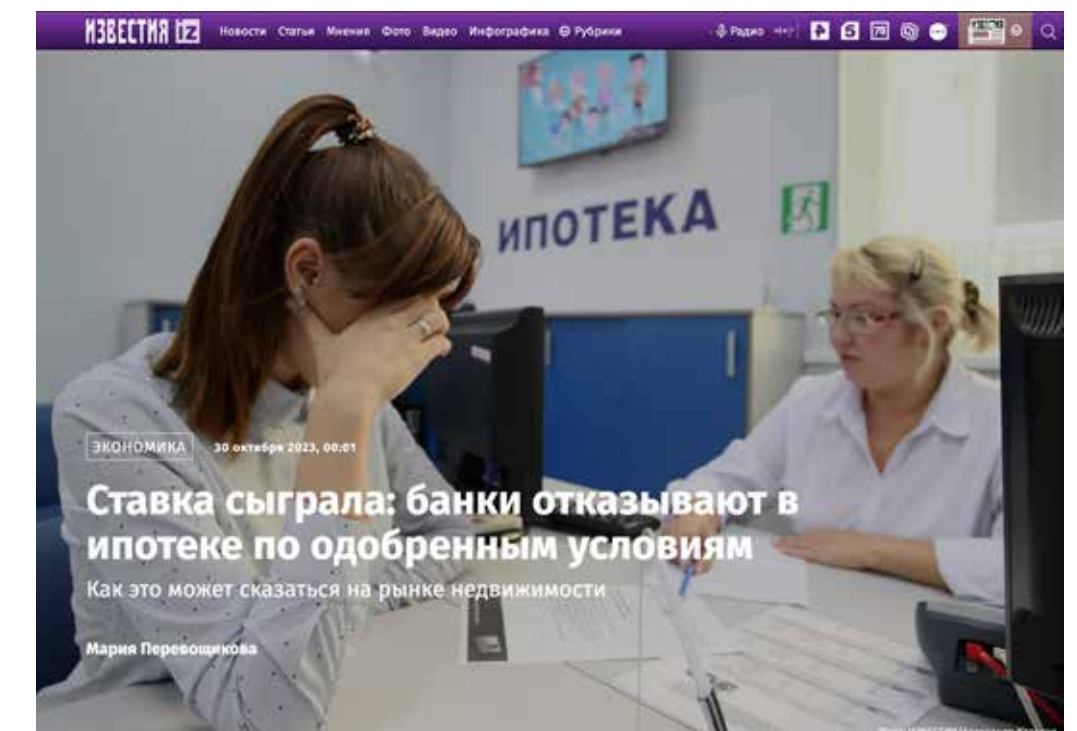 ИЗВЕСТИЯ IZ Новости Статьи Мнения Фото Видео Инфографика Рубрики Радио
ИПОТЕКА
ЭКОНОМИКА 30 октября 2023, 00:01
Ставка сыграла: банки отказывают в
ипотеке по одобренным условиям
Как это может сказаться на рынке недвижимости
Мария Перевощикова